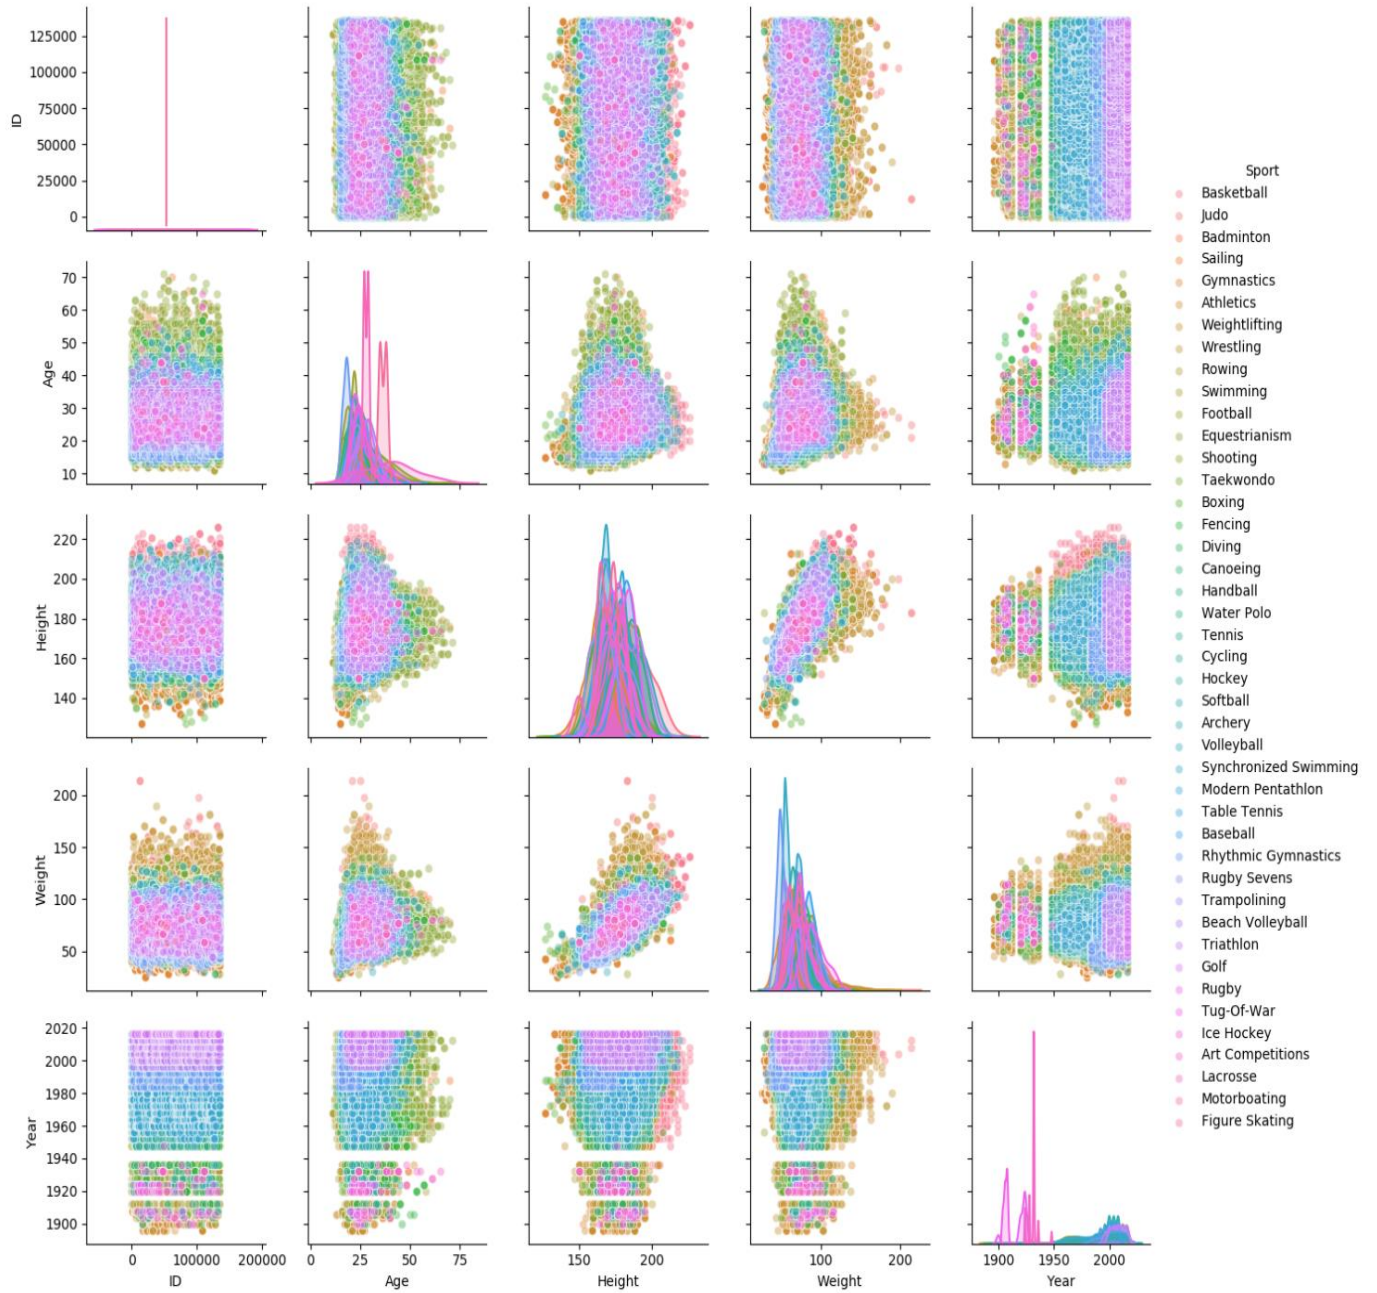 125000
100000
75000
50000
25000
0
ID
70
60
50
40
30
20
10
Age
220
200
180
160
140
Height
200
150
100
50
Weight
2020
2000
1980
1960
1940
1920
1900
Year
0 100000 200000
ID
0 25 50 75
Age
150 200
Height
100 200
Weight
1900 1950 2000
Year
Sport
Basketball
Judo
Badminton
Sailing
Gymnastics
Athletics
Weightlifting
Wrestling
Rowing
Swimming
Football
Equestrianism
Shooting
Taekwondo
Boxing
Fencing
Diving
Canoeing
Handball
Water Polo
Tennis
Cycling
Hockey
Softball
Archery
Volleyball
Synchronized Swimming
Modern Pentathlon
Table Tennis
Baseball
Rhythmic Gymnastics
Rugby Sevens
Trampolining
Beach Volleyball
Triathlon
Golf
Rugby
Tug-Of-War
Ice Hockey
Art Competitions
Lacrosse
Motorboating
Figure Skating